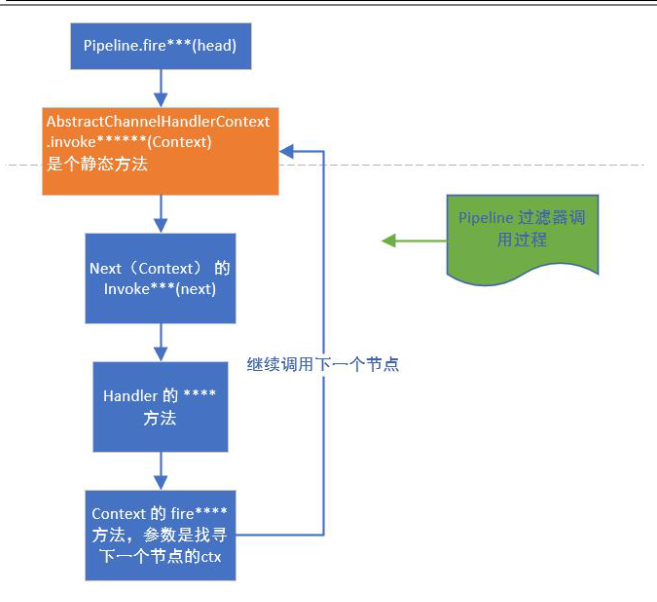 Pipeline.fire***(head)
AbstractChannelHandlerContext
.invoke******(Context)
是个静态方法
Pipeline 过滤器调
用过程
Next（Context） 的
Invoke***(next)
继续调用下一个节点
Handler 的 ****
方法
Context 的 fire****
方法，参数是找寻
下一个节点的ctx